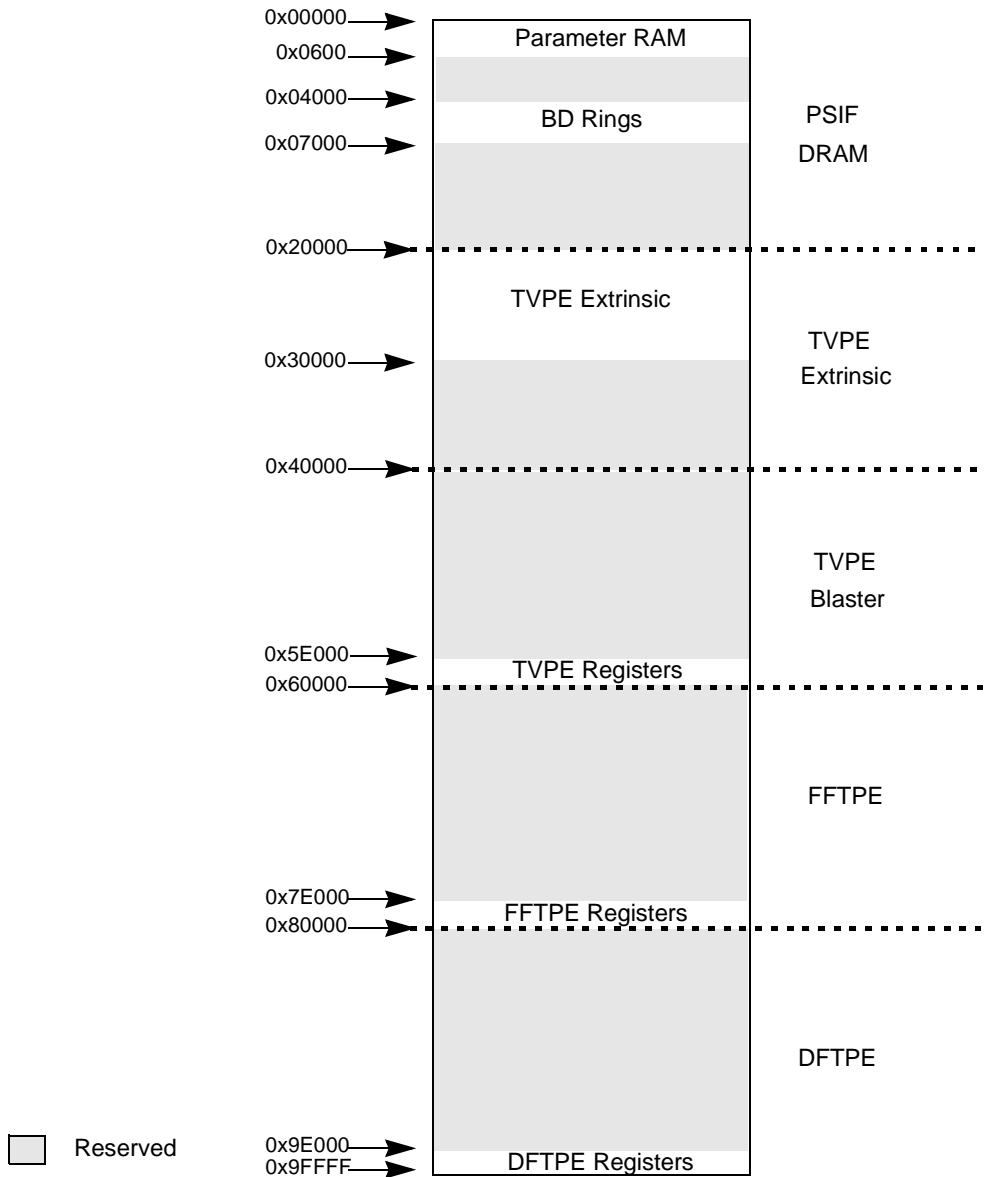 0x00000
Parameter RAM
0x0600
0x04000
BD Rings
0x07000
PSIF
DRAM
0x20000
TVPE Extrinsic
0x30000
TVPE
Extrinsic
0x40000
TVPE
Blaster
0x5E000
TVPE Registers
0x60000
FFTPE
0x7E000
FFTPE Registers
0x80000
DFTPE
Reserved
0x9E000
0x9FFFF
DFTPE Registers